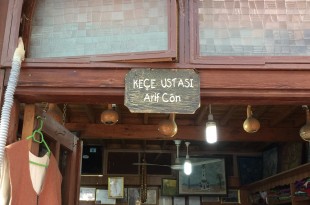 KEÇE USTASI
Arif Cön